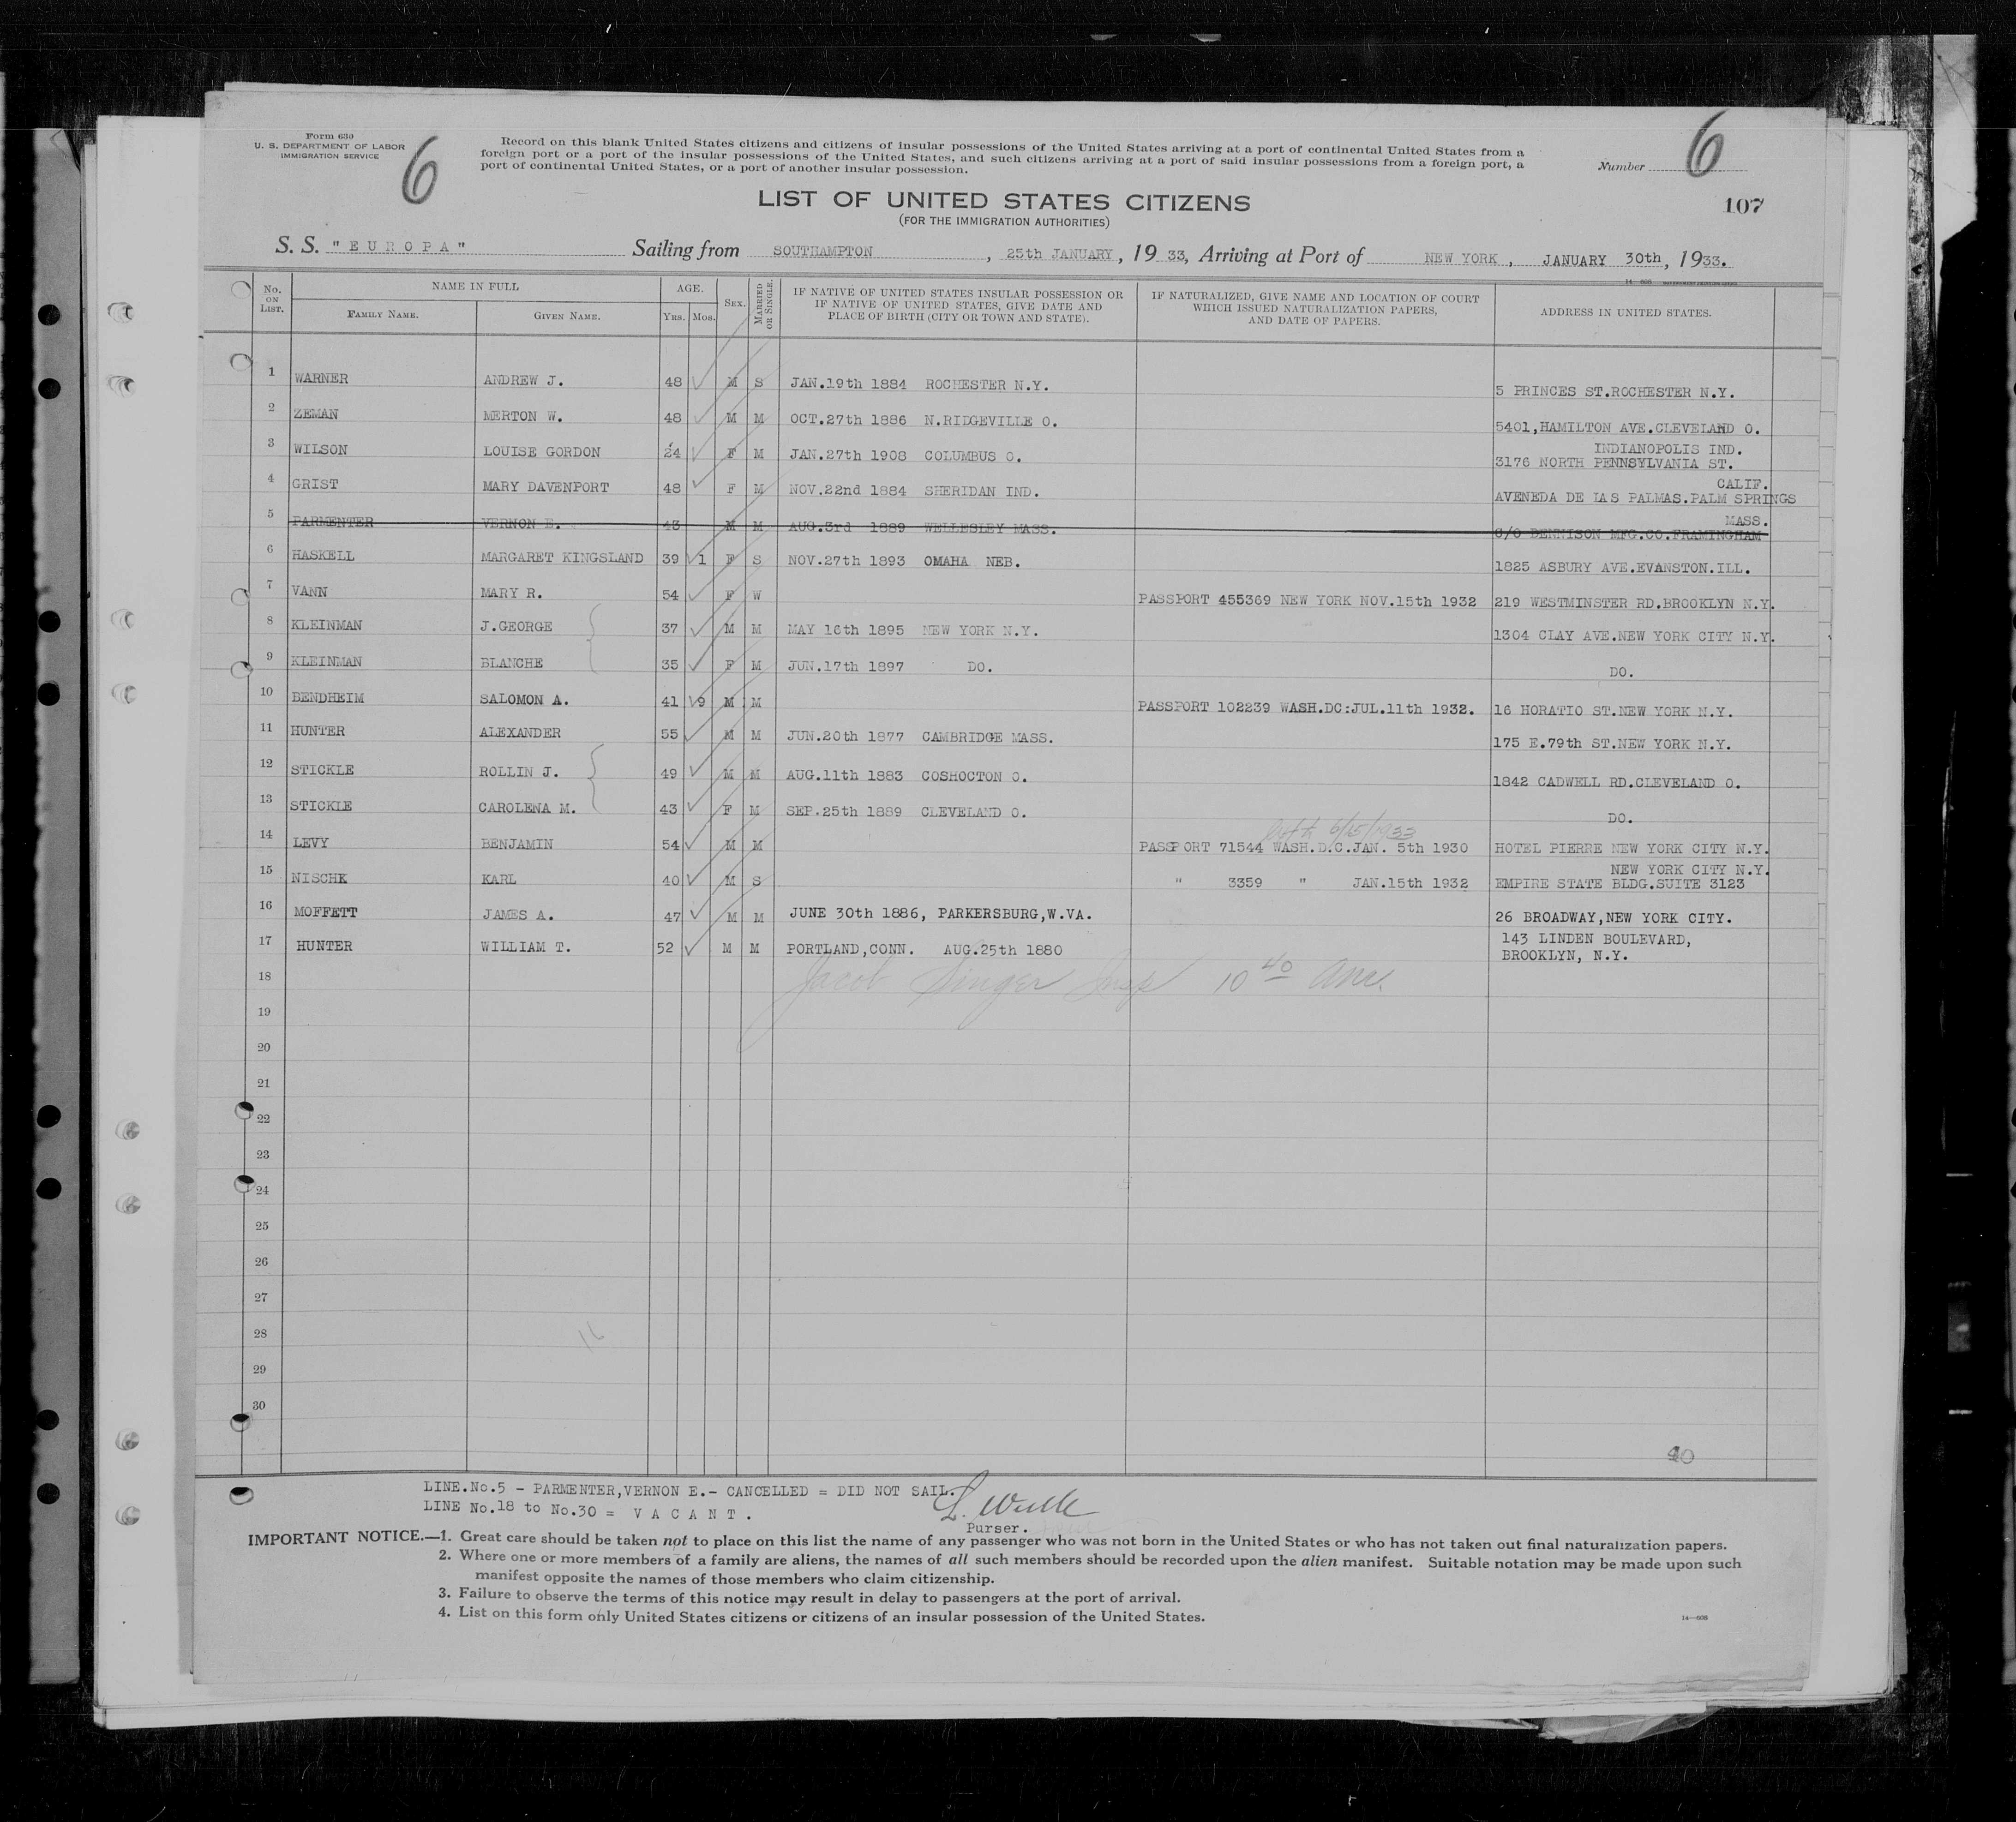 Form 630
U. S. DEPARTMENT OF LABOR
IMMIGRATION SERVICE
6
Record on this blank United States citizens and citizens of insular possessions of the United States arriving at a port of continental United States from a
foreign port or a port of the insular possessions of the United States, and such citizens arriving at a port of said insular possessions from a foreign port, a
port of continental United States, or a port of another insular possession.
Number 6
LIST OF UNITED STATES CITIZENS
(FOR THE IMMIGRATION AUTHORITIES)
107
S. S. "EUROPA" Sailing from SOUTHAMPTON, 25th JANUARY, 1933, Arriving at Port of NEW YORK, JANUARY 30th, 1933.
14—608
No. ON LIST. NAME IN FULL AGE. SEX. MARRIED OR SINGLE. IF NATIVE OF UNITED STATES INSULAR POSSESSION OR IF NATIVE OF UNITED STATES, GIVE DATE AND PLACE OF BIRTH (CITY OR TOWN AND STATE). IF NATURALIZED, GIVE NAME AND LOCATION OF COURT WHICH ISSUED NATURALIZATION PAPERS, AND DATE OF PAPERS. ADDRESS IN UNITED STATES.
FAMILY NAME. GIVEN NAME. YRS. MOS.
1 WARNER ANDREW J. 48 M S JAN.19th 1884 ROCHESTER N.Y. 5 PRINCES ST.ROCHESTER N.Y.
2 ZEMAN MERTON W. 48 M M OCT.27th 1886 N.RIDGEVILLE O. 5401,HAMILTON AVE.CLEVELAND O.
3 WILSON LOUISE GORDON 24 F M JAN.27th 1908 COLUMBUS O. INDIANOPOLIS IND.
3176 NORTH PENNSYLVANIA ST.
4 GRIST MARY DAVENPORT 48 F M NOV.22nd 1884 SHERIDAN IND. CALIF.
AVENEDA DE LAS PALMAS.PALM SPRINGS
5 PARMENTER VERNON E. 43 M M AUG.3rd 1889 WELLESLEY MASS. MASS.
C/O DENNISON MFG.CO.FRAMINGHAM
6 HASKELL MARGARET KINGSLAND 39 1 F S NOV.27th 1893 OMAHA NEB. 1825 ASBURY AVE.EVANSTON.ILL.
7 VANN MARY R. 54 F W PASSPORT 455369 NEW YORK NOV.15th 1932 219 WESTMINSTER RD.BROOKLYN N.Y.
8 KLEINMAN J.GEORGE 37 M M MAY 16th 1895 NEW YORK N.Y. 1304 CLAY AVE.NEW YORK CITY N.Y.
9 KLEINMAN BLANCHE 35 F M JUN.17th 1897 DO. DO.
10 BENDHEIM SALOMON A. 41 9 M M PASSPORT 102239 WASH.DC:JUL.11th 1932. 16 HORATIO ST.NEW YORK N.Y.
11 HUNTER ALEXANDER 55 M M JUN.20th 1877 CAMBRIDGE MASS. 175 E.79th ST.NEW YORK N.Y.
12 STICKLE ROLLIN J. 49 M M AUG.11th 1883 COSHOCTON O. 1842 CADWELL RD.CLEVELAND O.
13 STICKLE CAROLENA M. 43 F M SEP.25th 1889 CLEVELAND O. DO.
6/15/1933
14 LEVY BENJAMIN 54 M M PASSPORT 71544 WASH.D.C.JAN. 5th 1930 HOTEL PIERRE NEW YORK CITY N.Y.
15 NISCHK KARL 40 M S " 3359 " JAN.15th 1932 NEW YORK CITY N.Y.
EMPIRE STATE BLDG.SUITE 3123
16 MOFFETT JAMES A. 47 M M JUNE 30th 1886, PARKERSBURG,W.VA. 26 BROADWAY,NEW YORK CITY.
17 HUNTER WILLIAM T. 52 M M PORTLAND,CONN. AUG.25th 1880 143 LINDEN BOULEVARD,
BROOKLYN, N.Y.
18 Jacob Singer Insp 10 40 Am.
19
20
21
22
23
24
25
26
27
28
16
29
30
LINE.No.5 - PARMENTER,VERNON E.- CANCELLED = DID NOT SAIL.
LINE No.18 to No.30 = V A C A N T .
Purser.
IMPORTANT NOTICE.—1. Great care should be taken not to place on this list the name of any passenger who was not born in the United States or who has not taken out final naturalization papers.
2. Where one or more members of a family are aliens, the names of all such members should be recorded upon the alien manifest. Suitable notation may be made upon such
manifest opposite the names of those members who claim citizenship.
3. Failure to observe the terms of this notice may result in delay to passengers at the port of arrival.
4. List on this form only United States citizens or citizens of an insular possession of the United States.
14—608